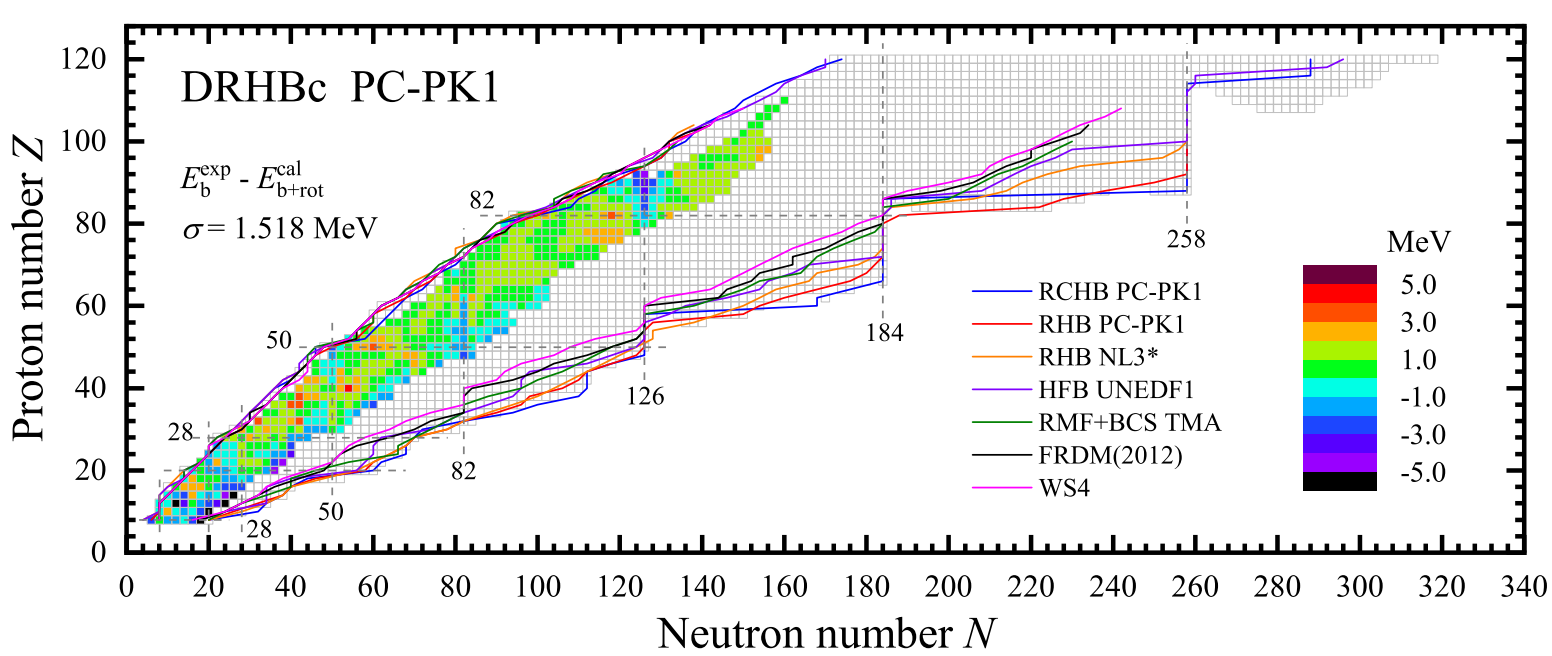 DRHBc PC-PK1
E_b^exp - E_b+rot^cal
σ = 1.518 MeV
Proton number Z
120
100
80
60
40
20
0
0 20 40 60 80 100 120 140 160 180 200 220 240 260 280 300 320 340
Neutron number N
82
50
28
28
50
82
126
184
258
RCHB PC-PK1
RHB PC-PK1
RHB NL3*
HFB UNEDF1
RMF+BCS TMA
FRDM(2012)
WS4
MeV
5.0
3.0
1.0
-1.0
-3.0
-5.0